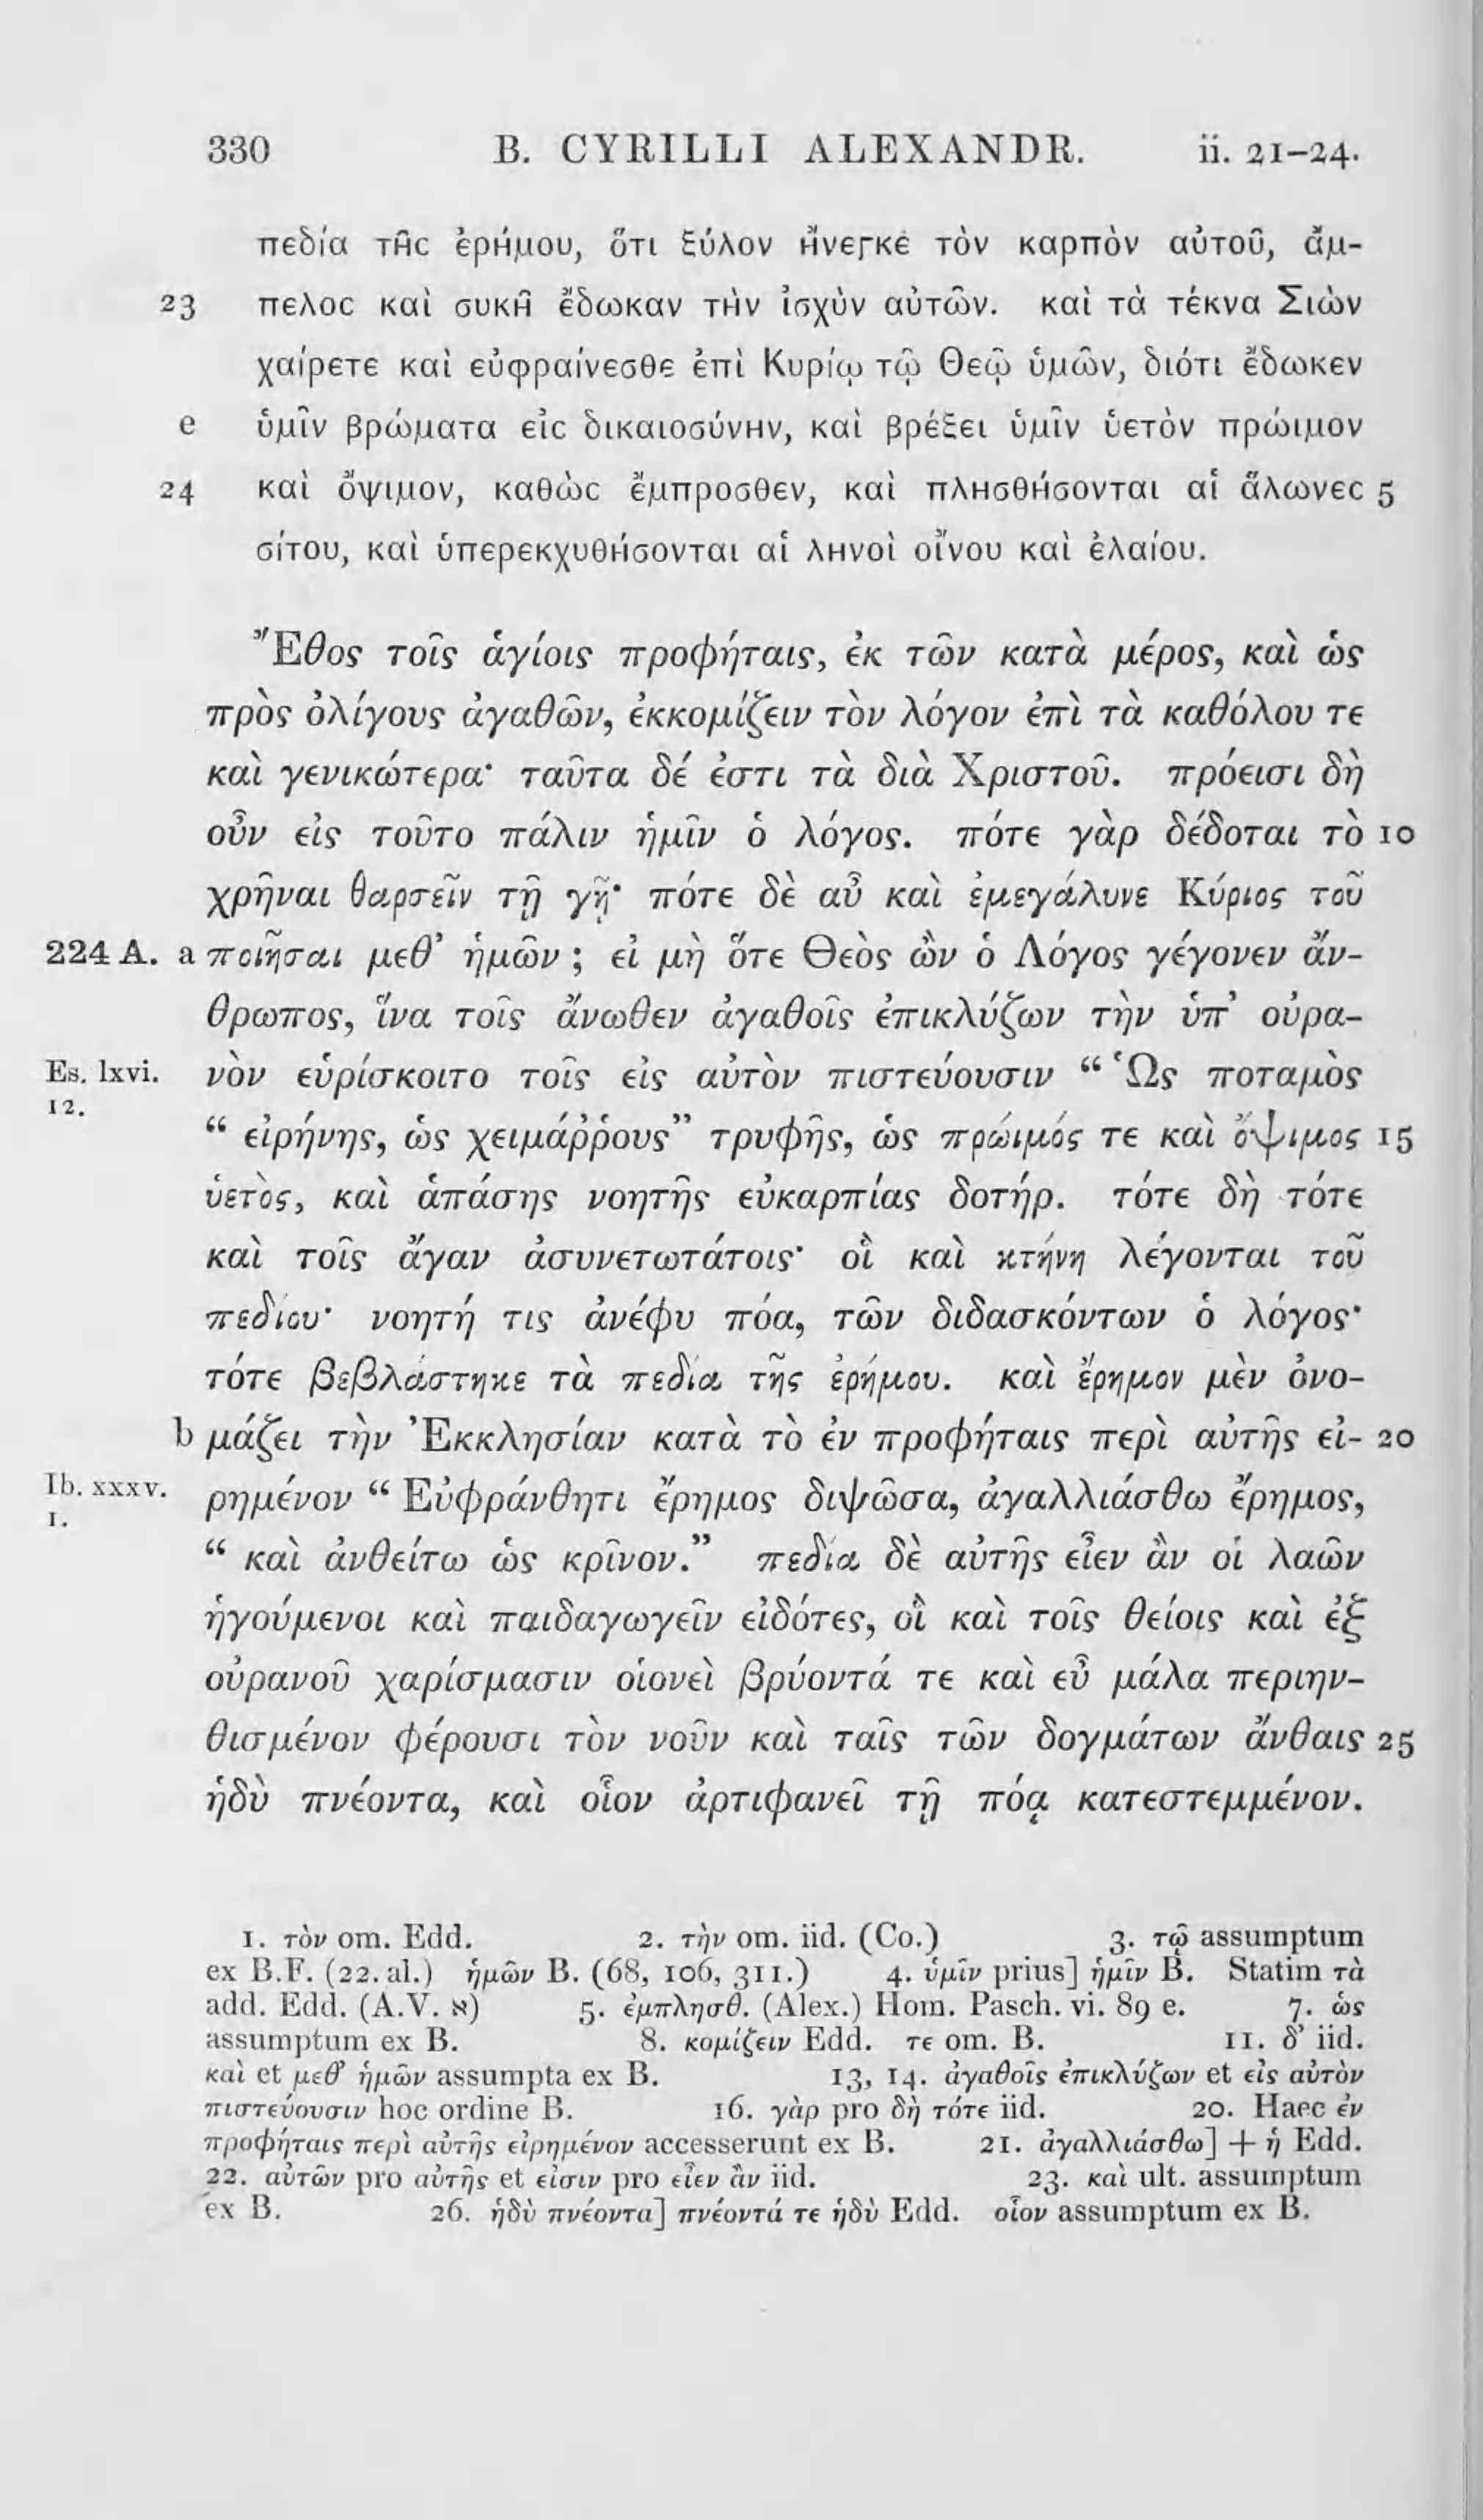 330 B. CYRILLI ALEXANDR. ii. 21–24.
πεδία τῆς ἐρήμου, ὅτι ξύλον ἤνεγκε τὸν καρπὸν αὐτοῦ, ἄμ-
23 πελος καὶ συκῆ ἔδωκαν τὴν ἰσχὺν αὐτῶν. καὶ τὰ τέκνα Σιὼν
χαίρετε καὶ εὐφραίνεσθε ἐπὶ Κυρίῳ τῷ Θεῷ ὑμῶν, διότι ἔδωκεν
e ὑμῖν βρώματα εἰς δικαιοσύνην, καὶ βρέξει ὑμῖν ὑετὸν πρώιμον
24 καὶ ὄψιμον, καθὼς ἔμπροσθεν, καὶ πλησθήσονται αἱ ἅλωνες 5
σίτου, καὶ ὑπερεκχυθήσονται αἱ ληνοὶ οἴνου καὶ ἐλαίου.
Ἔθος τοῖς ἁγίοις προφήταις, ἐκ τῶν κατὰ μέρος, καὶ ὡς
πρὸς ὀλίγους ἀγαθῶν, ἐκκομίζειν τὸν λόγον ἐπὶ τὰ καθόλου τε
καὶ γενικώτερα· ταῦτα δέ ἐστι τὰ διὰ Χριστοῦ. πρόεισι δὴ
οὖν εἰς τοῦτο πάλιν ἡμῖν ὁ λόγος. πότε γὰρ δέδοται τὸ 10
χρῆναι θαρσεῖν τῇ γῇ· πότε δὲ αὖ καὶ ἐμεγάλυνε Κύριος τοῦ
224 A. a ποιῆσαι μεθ’ ἡμῶν ; εἰ μὴ ὅτε Θεὸς ὢν ὁ Λόγος γέγονεν ἄν-
θρωπος, ἵνα τοῖς ἄνωθεν ἀγαθοῖς ἐπικλύζων τὴν ὑπ’ οὐρα-
Es. lxvi. 12. νὸν εὑρίσκοιτο τοῖς εἰς αὐτὸν πιστεύουσιν “ Ὡς ποταμὸς
“ εἰρήνης, ὡς χειμάῤῥους” τρυφῆς, ὡς πρώιμός τε καὶ ὄψιμος 15
ὑετὸς, καὶ ἁπάσης νοητῆς εὐκαρπίας δοτήρ. τότε δὴ τότε
καὶ τοῖς ἄγαν ἀσυνετωτάτοις· οἳ καὶ κτήνη λέγονται τοῦ
πεδίου· νοητή τις ἀνέφυ πόα, τῶν διδασκόντων ὁ λόγος·
τότε βεβλάστηκε τὰ πεδία τῆς ἐρήμου. καὶ ἔρημον μὲν ὀνο-
b μάζει τὴν Ἐκκλησίαν κατὰ τὸ ἐν προφήταις περὶ αὐτῆς εἰ- 20
Ib. xxxv. 1. ρημένον “ Εὐφράνθητι ἔρημος διψῶσα, ἀγαλλιάσθω ἔρημος,
“ καὶ ἀνθείτω ὡς κρῖνον.” πεδία δὲ αὐτῆς εἶεν ἂν οἱ λαῶν
ἡγούμενοι καὶ παιδαγωγεῖν εἰδότες, οἳ καὶ τοῖς θείοις καὶ ἐξ
οὐρανοῦ χαρίσμασιν οἱονεὶ βρύοντά τε καὶ εὖ μάλα περιην-
θισμένον φέρουσι τὸν νοῦν καὶ ταῖς τῶν δογμάτων ἄνθαις 25
ἡδὺ πνέοντα, καὶ οἷον ἀρτιφανεῖ τῇ πόᾳ κατεστεμμένον.
1. τὸν om. Edd. 2. τὴν om. iid. (Co.) 3. τῷ assumptum
ex B.F. (22. al.) ἡμῶν B. (68, 106, 311.) 4. ὑμῖν prius] ἡμῖν B. Statim τὰ
add. Edd. (A.V. א) 5. ἐμπλησθ. (Alex.) Hom. Pasch. vi. 89 e. 7. ὡς
assumptum ex B. 8. κομίζειν Edd. τε om. B. 11. δ’ iid.
καὶ et μεθ’ ἡμῶν assumpta ex B. 13, 14. ἀγαθοῖς ἐπικλύζων et εἰς αὐτὸν
πιστεύουσιν hoc ordine B. 16. γὰρ pro δὴ τότε iid. 20. Haec ἐν
προφήταις περὶ αὐτῆς εἰρημένον accesserunt ex B. 21. ἀγαλλιάσθω] + ἡ Edd.
22. αὐτῶν pro αὐτῆς et εἰσιν pro εἶεν ἂν iid. 23. καὶ ult. assumptum
ex B. 26. ἡδὺ πνέοντα] πνέοντά τε ἡδὺ Edd. οἷον assumptum ex B.